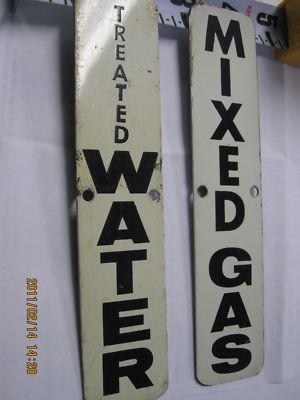 TREATED
WATER
MIXED GAS
2011/02/14 14:20